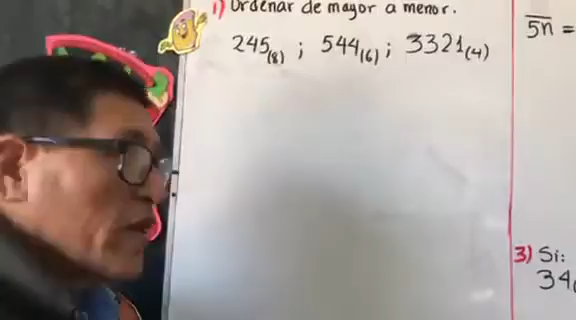 1) Ordenar de mayor a menor.
245(8) ; 544(6) ; 3321(4)
5n =
3) Si:
34